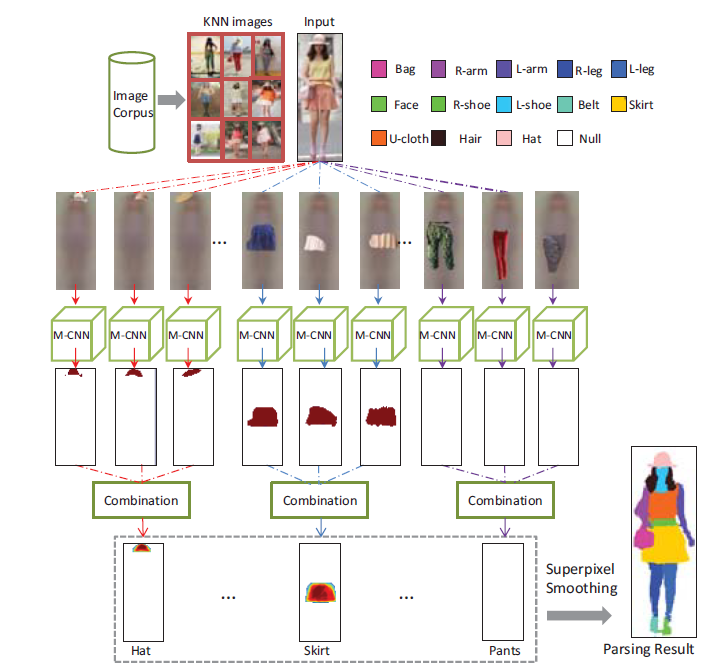 KNN images
Input
Image
Corpus
Bag
R-arm
L-arm
R-leg
L-leg
Face
R-shoe
L-shoe
Belt
Skirt
U-cloth
Hair
Hat
Null
...
...
M-CNN
M-CNN
M-CNN
M-CNN
M-CNN
M-CNN
M-CNN
M-CNN
M-CNN
Combination
Combination
Combination
...
...
Hat
Skirt
Pants
Superpixel
Smoothing
Parsing Result